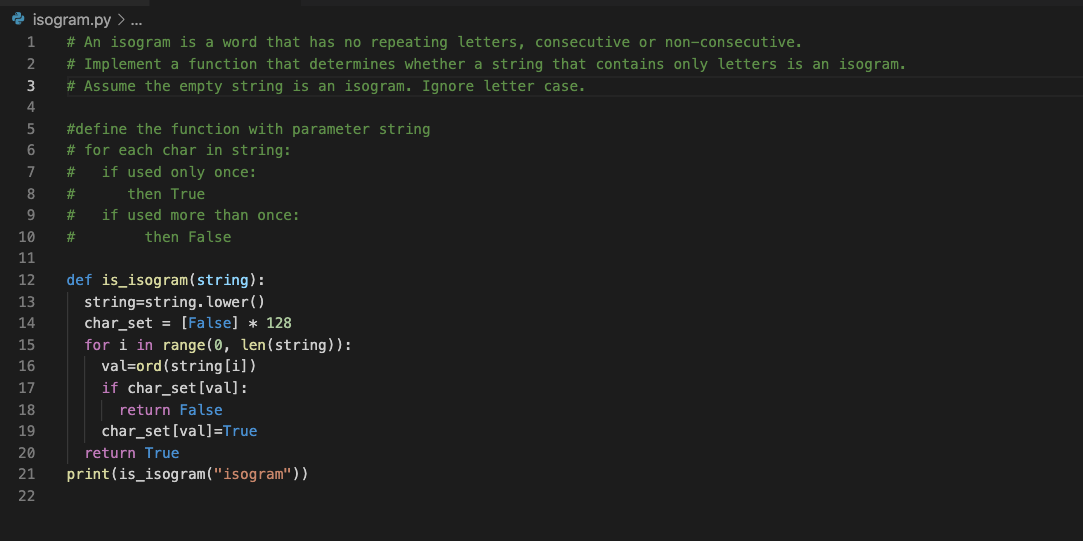 isogram.py > ...
1 # An isogram is a word that has no repeating letters, consecutive or non-consecutive.
2 # Implement a function that determines whether a string that contains only letters is an isogram.
3 # Assume the empty string is an isogram. Ignore letter case.
4
5 #define the function with parameter string
6 # for each char in string:
7 #   if used only once:
8 #      then True
9 #   if used more than once:
10 #        then False
11
12 def is_isogram(string):
13   string=string.lower()
14   char_set = [False] * 128
15   for i in range(0, len(string)):
16     val=ord(string[i])
17     if char_set[val]:
18       return False
19     char_set[val]=True
20   return True
21 print(is_isogram("isogram"))
22